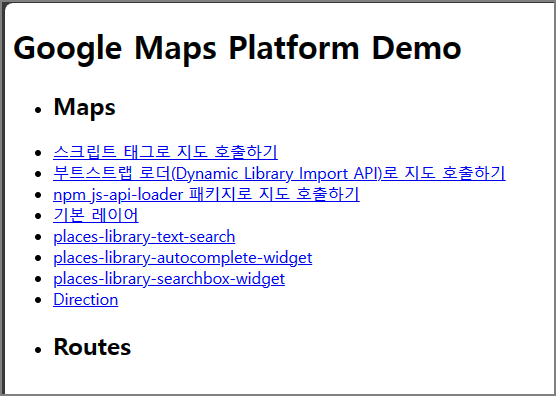 Google Maps Platform Demo
Maps
스크립트 태그로 지도 호출하기
부트스트랩 로더(Dynamic Library Import API)로 지도 호출하기
npm js-api-loader 패키지로 지도 호출하기
기본 레이어
places-library-text-search
places-library-autocomplete-widget
places-library-searchbox-widget
Direction
Routes